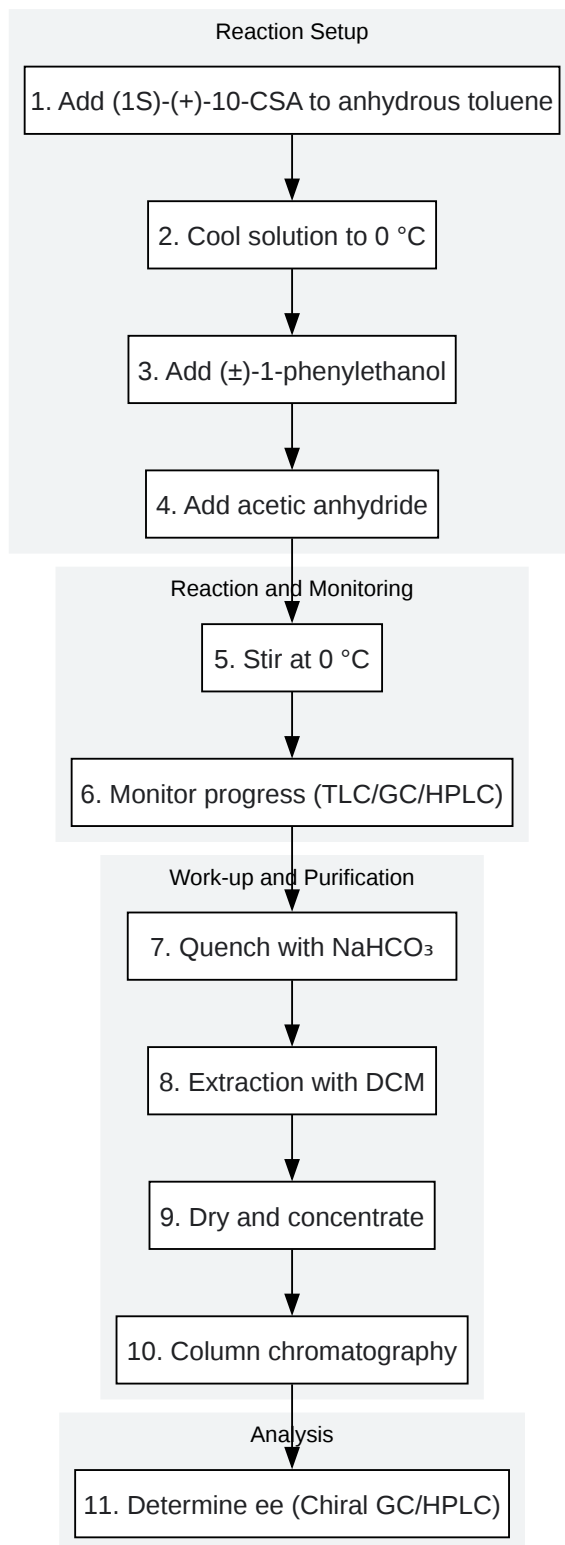 Reaction Setup
1. Add (1S)-(+)-10-CSA to anhydrous toluene
2. Cool solution to 0 °C
3. Add (±)-1-phenylethanol
4. Add acetic anhydride
Reaction and Monitoring
5. Stir at 0 °C
6. Monitor progress (TLC/GC/HPLC)
Work-up and Purification
7. Quench with NaHCO₃
8. Extraction with DCM
9. Dry and concentrate
10. Column chromatography
Analysis
11. Determine ee (Chiral GC/HPLC)